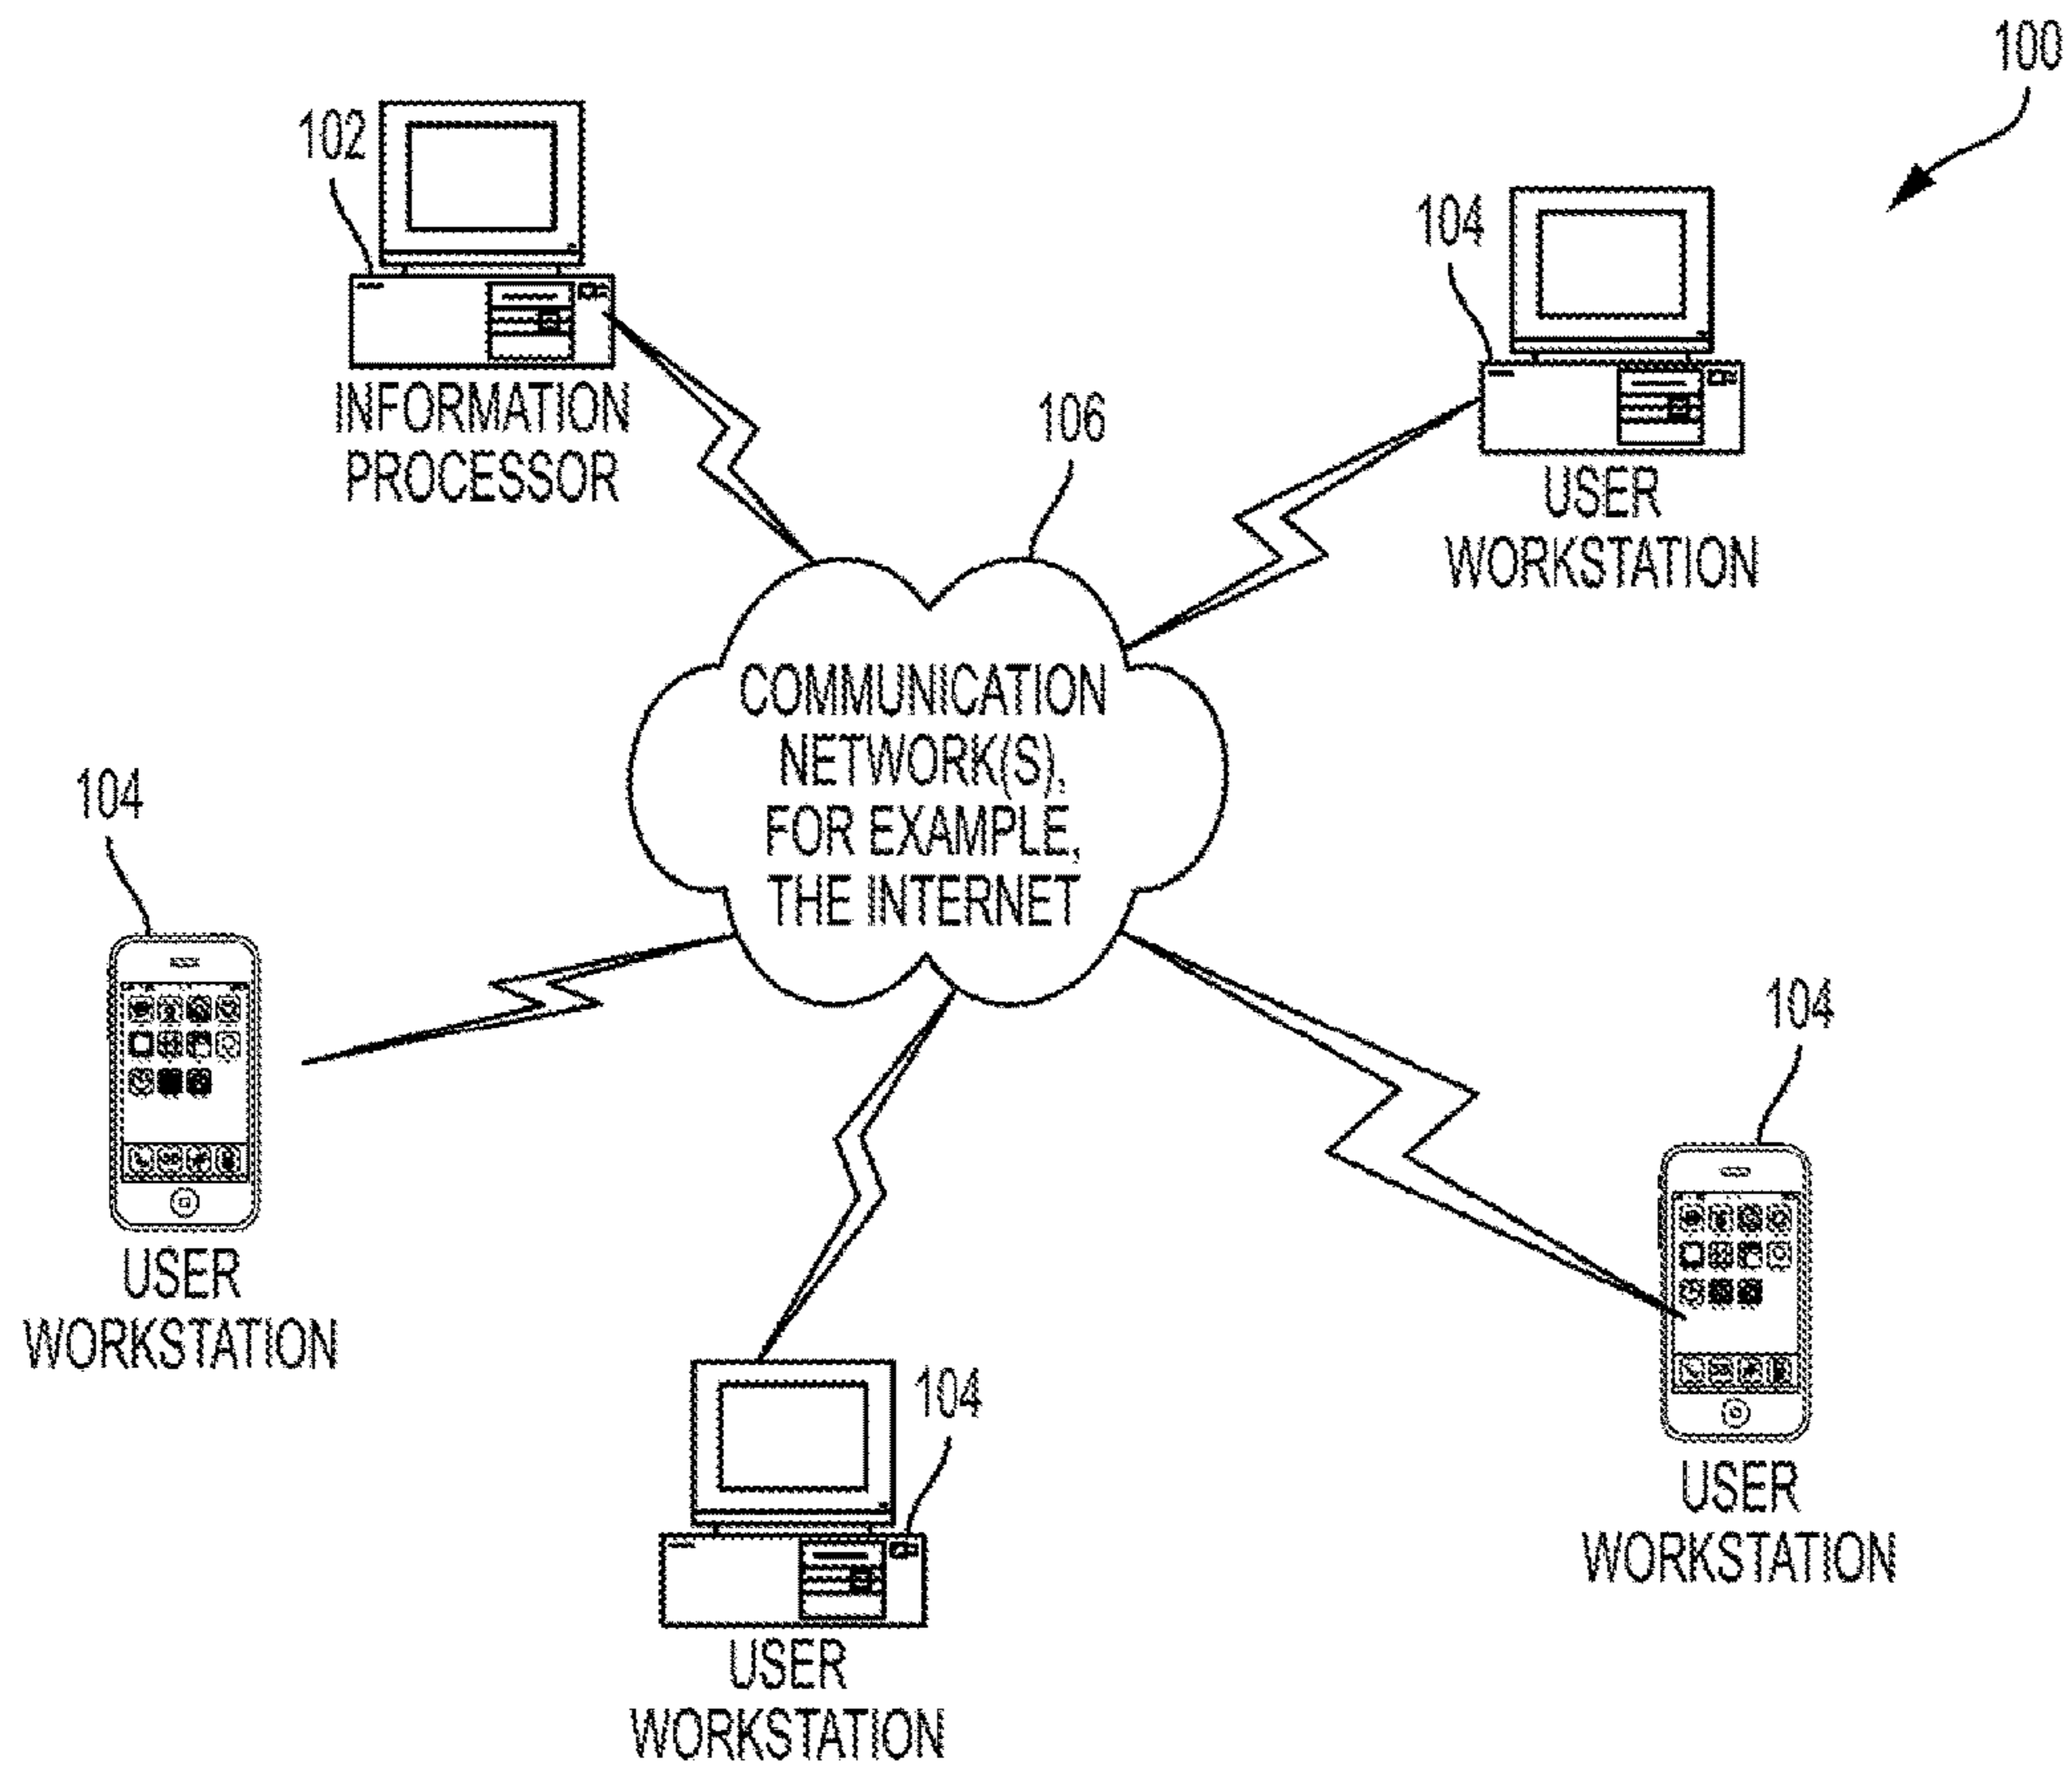 100
102
INFORMATION
PROCESSOR
104
USER
WORKSTATION
106
COMMUNICATION
NETWORK(S),
FOR EXAMPLE,
THE INTERNET
104
USER
WORKSTATION
104
USER
WORKSTATION
104
USER
WORKSTATION